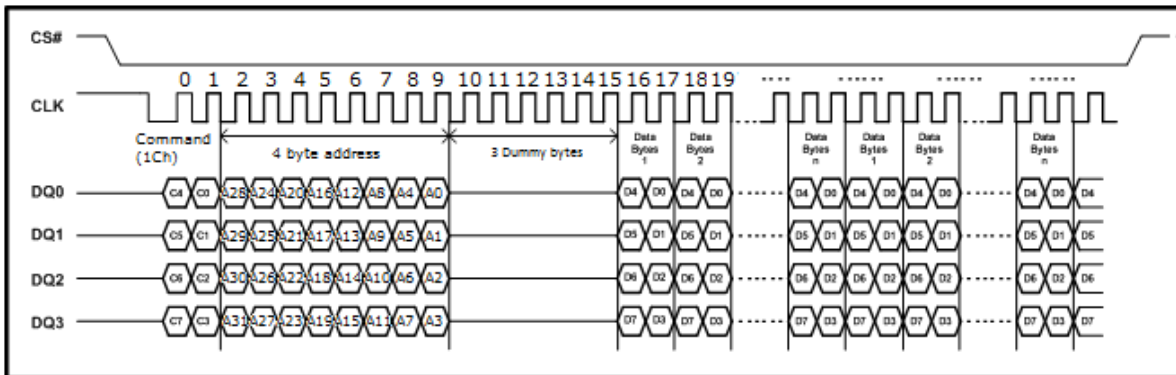 CS#
0 1 2 3 4 5 6 7 8 9 10 11 12 13 14 15 16 17 18 19
CLK
Command
(1Ch)
4 byte address
3 Dummy bytes
Data
Bytes
1
Data
Bytes
2
Data
Bytes
n
Data
Bytes
1
Data
Bytes
2
Data
Bytes
n
DQ0 C4 C0 A28 A24 A20 A16 A12 A8 A4 A0 D4 D0 D4 D0 D4 D0 D4 D0 D4 D0 D4 D0 D4
DQ1 C5 C1 A29 A25 A21 A17 A13 A9 A5 A1 D5 D1 D5 D1 D5 D1 D5 D1 D5 D1 D5 D1 D5
DQ2 C6 C2 A30 A26 A22 A18 A14 A10 A6 A2 D6 D2 D6 D2 D6 D2 D6 D2 D6 D2 D6 D2 D6
DQ3 C7 C3 A31 A27 A23 A19 A15 A11 A7 A3 D7 D3 D7 D3 D7 D3 D7 D3 D7 D3 D7 D3 D7